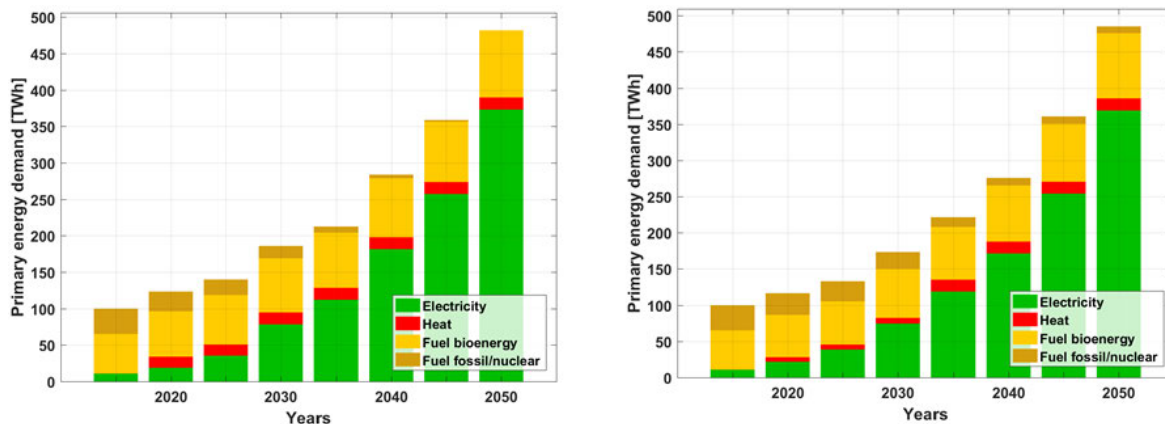 Primary energy demand [TWh]
500
450
400
350
300
250
200
150
100
50
0
Electricity
Heat
Fuel bioenergy
Fuel fossil/nuclear
2020 2030 2040 2050
Years
Primary energy demand [TWh]
500
450
400
350
300
250
200
150
100
50
0
Electricity
Heat
Fuel bioenergy
Fuel fossil/nuclear
2020 2030 2040 2050
Years